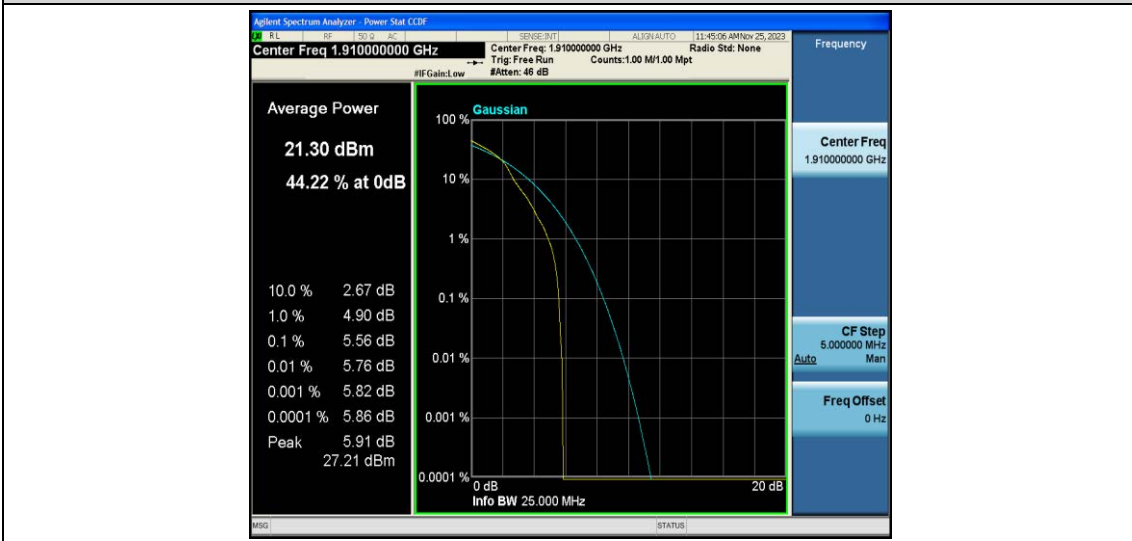 Agilent Spectrum Analyzer - Power Stat CCDF
RL RF 50 Ω AC SENSE:INT ALIGNAUTO 11:45:06 AMNov 25, 2023
Center Freq 1.910000000 GHz
Center Freq: 1.910000000 GHz Radio Std: None
Trig: Free Run Counts:1.00 M/1.00 Mpt
#IFGain:Low #Atten: 46 dB
Frequency
Average Power
21.30 dBm
44.22 % at 0dB
10.0 % 2.67 dB
1.0 % 4.90 dB
0.1 % 5.56 dB
0.01 % 5.76 dB
0.001 % 5.82 dB
0.0001 % 5.86 dB
Peak 5.91 dB
27.21 dBm
Gaussian
100 %
10 %
1 %
0.1 %
0.01 %
0.001 %
0.0001 %
0 dB 20 dB
Info BW 25.000 MHz
Center Freq
1.910000000 GHz
CF Step
5.000000 MHz
Auto Man
Freq Offset
0 Hz
MSG STATUS